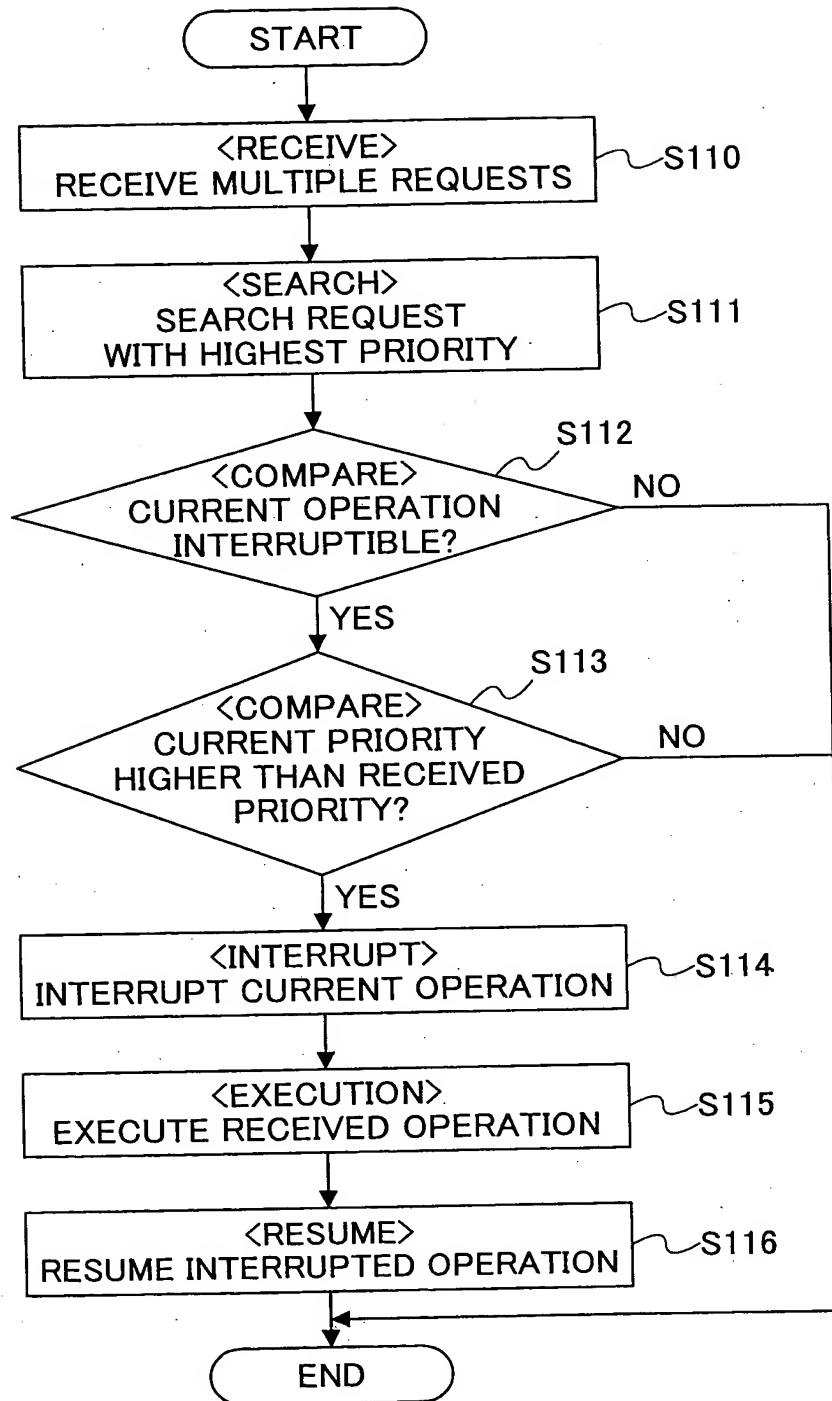 START
<RECEIVE>
RECEIVE MULTIPLE REQUESTS
S110
<SEARCH>
SEARCH REQUEST
WITH HIGHEST PRIORITY
S111
S112
<COMPARE>
CURRENT OPERATION
INTERRUPTIBLE?
NO
YES
S113
<COMPARE>
CURRENT PRIORITY
HIGHER THAN RECEIVED
PRIORITY?
NO
YES
<INTERRUPT>
INTERRUPT CURRENT OPERATION
S114
<EXECUTION>
EXECUTE RECEIVED OPERATION
S115
<RESUME>
RESUME INTERRUPTED OPERATION
S116
END